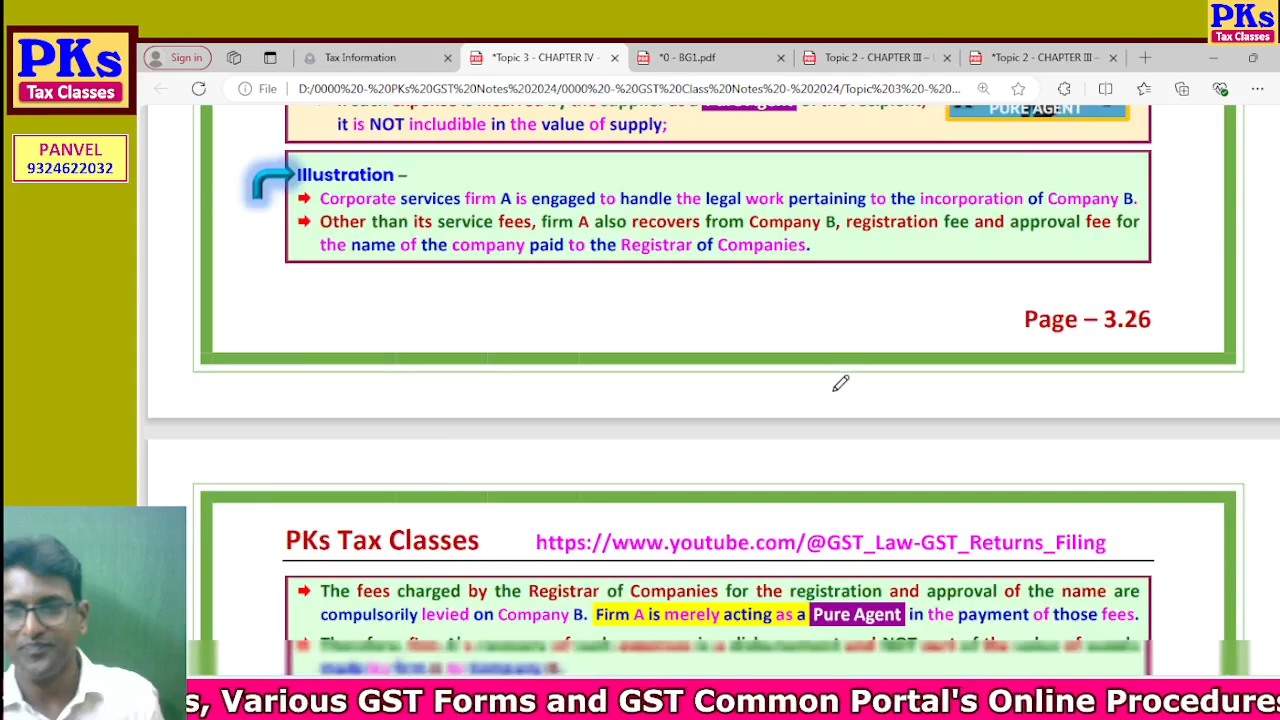 PKs
Tax Classes
PKs
Tax Classes
PANVEL
9324622032
Sign in
Tax Information
*Topic 3 - CHAPTER IV -
*0 - BG1.pdf
Topic 2 - CHAPTER III – L
*Topic 2 - CHAPTER III –
File
D:/0000%20-%20PKs%20GST%20Notes%202024/0000%20-%20GST%20Class%20Notes%20-%202024/Topic%203%20-%20...
PURE AGENT
it is NOT includible in the value of supply;
Illustration –
Corporate services firm A is engaged to handle the legal work pertaining to the incorporation of Company B.
Other than its service fees, firm A also recovers from Company B, registration fee and approval fee for
the name of the company paid to the Registrar of Companies.
Page – 3.26
PKs Tax Classes https://www.youtube.com/@GST_Law-GST_Returns_Filing
The fees charged by the Registrar of Companies for the registration and approval of the name are
compulsorily levied on Company B. Firm A is merely acting as a Pure Agent in the payment of those fees.
s, Various GST Forms and GST Common Portal's Online Procedures